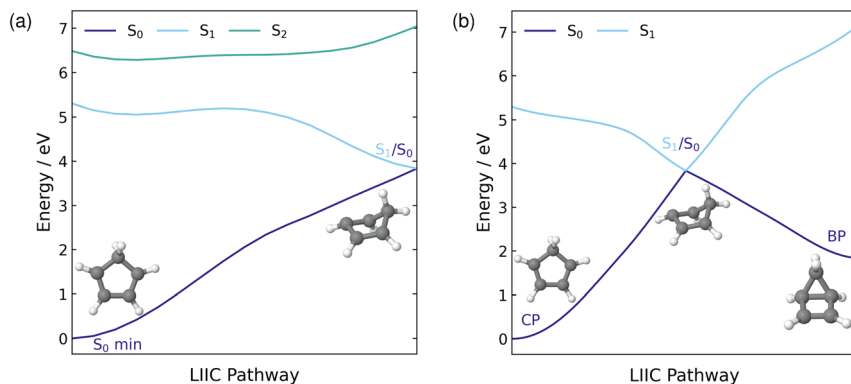 (a)
S₀ S₁ S₂
7
6
5
4
3
2
1
0
Energy / eV
S₁/S₀
S₀ min
LIIC Pathway
(b)
S₀ S₁
7
6
5
4
3
2
1
0
Energy / eV
S₁/S₀
BP
CP
LIIC Pathway